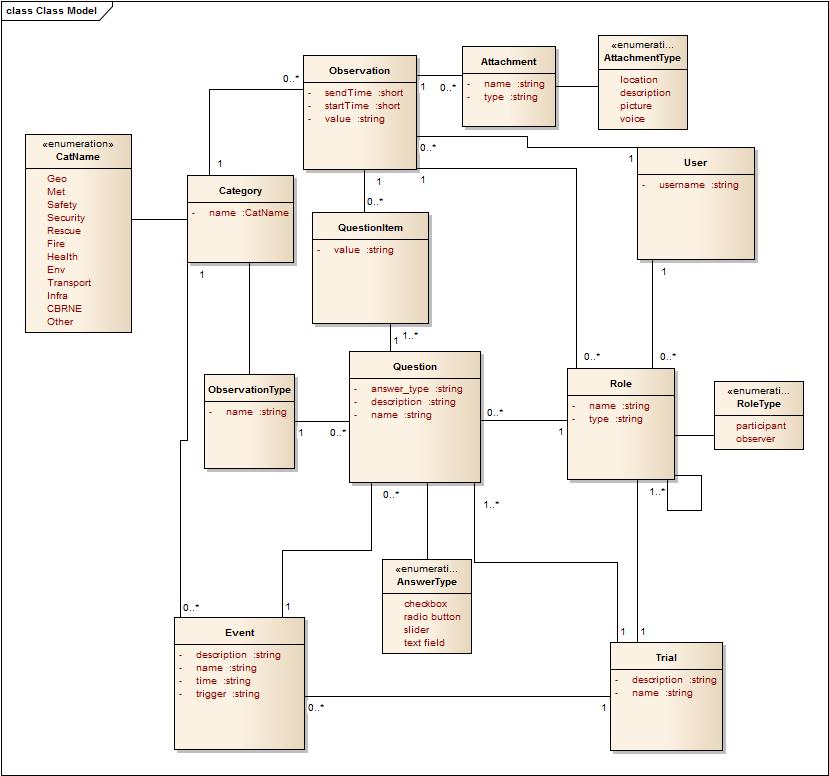 class Class Model
Observation
- sendTime :short
- startTime :short
- value :string
Attachment
- name :string
- type :string
«enumerati...
AttachmentType
location
description
picture
voice
0..*
1
0..*
0..*
1
1
1
«enumeration»
CatName
Geo
Met
Safety
Security
Rescue
Fire
Health
Env
Transport
Infra
CBRNE
Other
1
Category
- name :CatName
1
User
- username :string
1
0..*
QuestionItem
- value :string
1
1..*
ObservationType
- name :string
1
0..*
Question
- answer_type :string
- description :string
- name :string
0..*
1
0..*
0..*
Role
- name :string
- type :string
«enumerati...
RoleType
participant
observer
1..*
0..*
1..*
«enumerati...
AnswerType
checkbox
radio button
slider
text field
0..*
1
Event
- description :string
- name :string
- time :string
- trigger :string
0..*
1
1
1
Trial
- description :string
- name :string